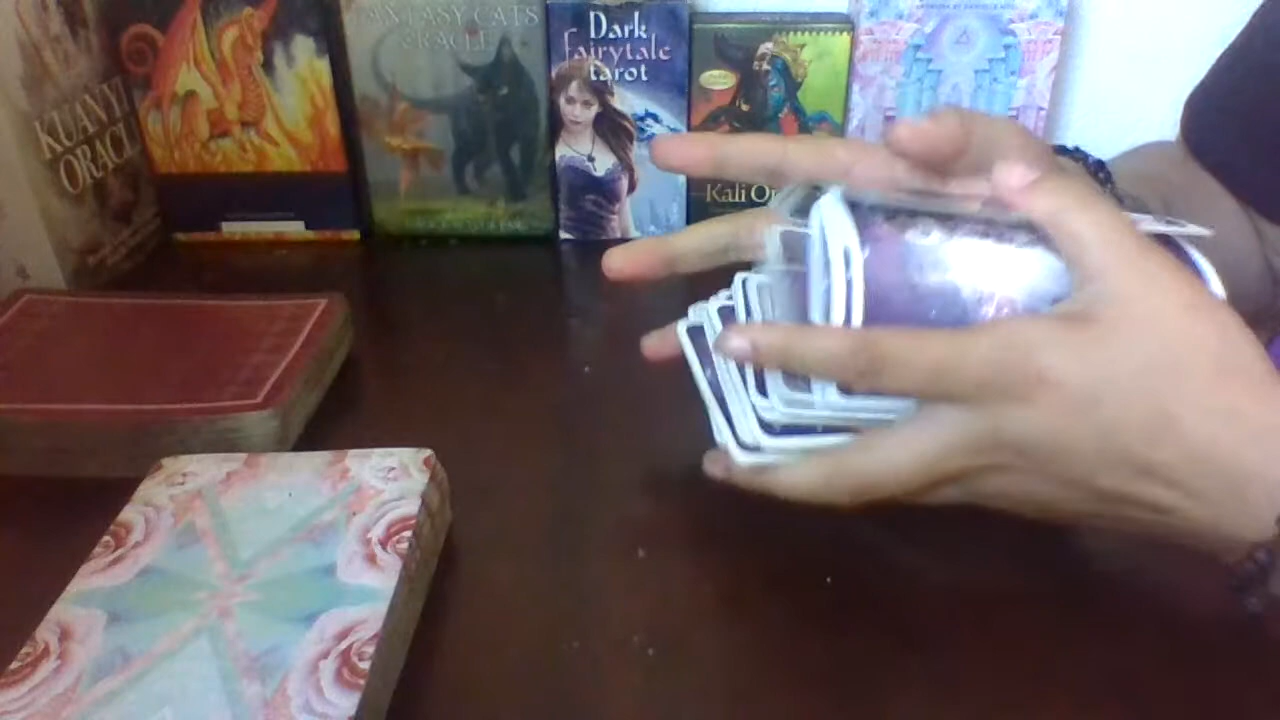 KUAN YI
ORACL
FANTASY CATS
ORACLE
Dark
fairytale
tarot
Kali Or